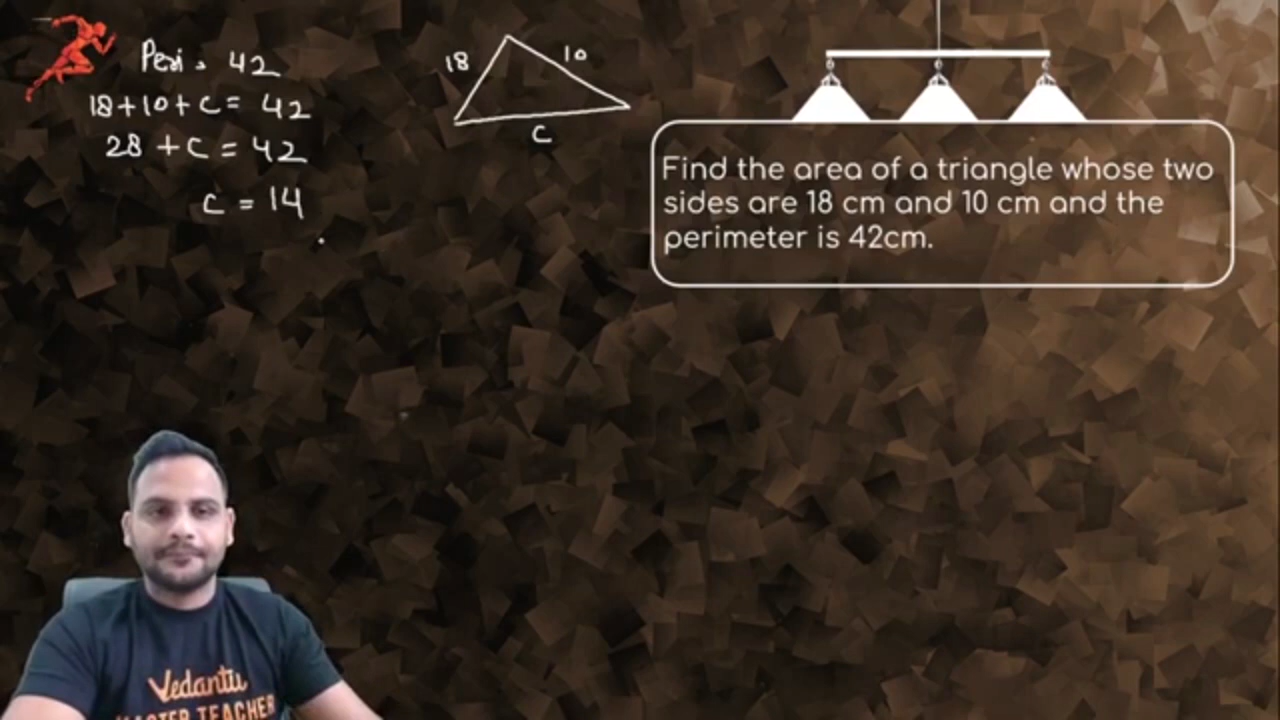 Peri = 42
18 + 10 + c = 42
28 + c = 42
c = 14
18
10
c
Find the area of a triangle whose two
sides are 18 cm and 10 cm and the
perimeter is 42cm.
Vedantu
MASTER TEACHER